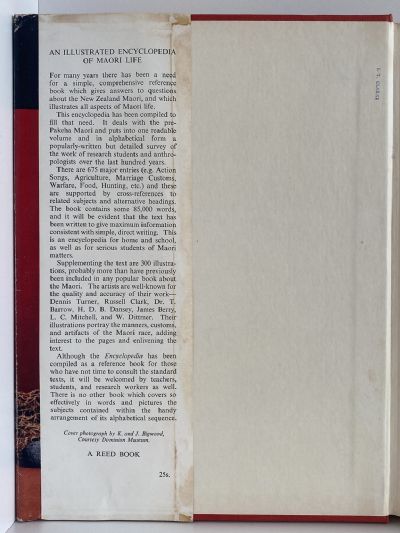 AN ILLUSTRATED ENCYCLOPEDIA
OF MAORI LIFE
For many years there has been a need
for a simple, comprehensive reference
book which gives answers to questions
about the New Zealand Maori, and which
illustrates all aspects of Maori life.
This encyclopedia has been compiled to
fill that need. It deals with the pre-
Pakeha Maori and puts into one readable
volume and in alphabetical form a
popularly-written but detailed survey of
the work of research students and anthro-
pologists over the last hundred years.
There are 675 major entries (e.g. Action
Songs, Agriculture, Marriage Customs,
Warfare, Food, Hunting, etc.) and these
are supported by cross-references to
related subjects and alternative headings.
The book contains some 85,000 words,
and it will be evident that the text has
been written to give maximum information
consistent with simple, direct writing. This
is an encyclopedia for home and school,
as well as for serious students of Maori
matters.
Supplementing the text are 300 illustra-
tions, probably more than have previously
been included in any popular book about
the Maori. The artists are well-known for
the quality and accuracy of their work—
Dennis Turner, Russell Clark, Dr. T.
Barrow, H. D. B. Dansey, James Berry,
L. C. Mitchell, and W. Dittmer. Their
illustrations portray the manners, customs,
and artifacts of the Maori race, adding
interest to the pages and enlivening the
text.
Although the Encyclopedia has been
compiled as a reference book for those
who have not time to consult the standard
texts, it will be welcomed by teachers,
students, and research workers as well.
There is no other book which covers so
effectively in words and pictures the
subjects contained within the handy
arrangement of its alphabetical sequence.
Cover photograph by K. and J. Bigwood,
Courtesy Dominion Museum.
A REED BOOK
25s.